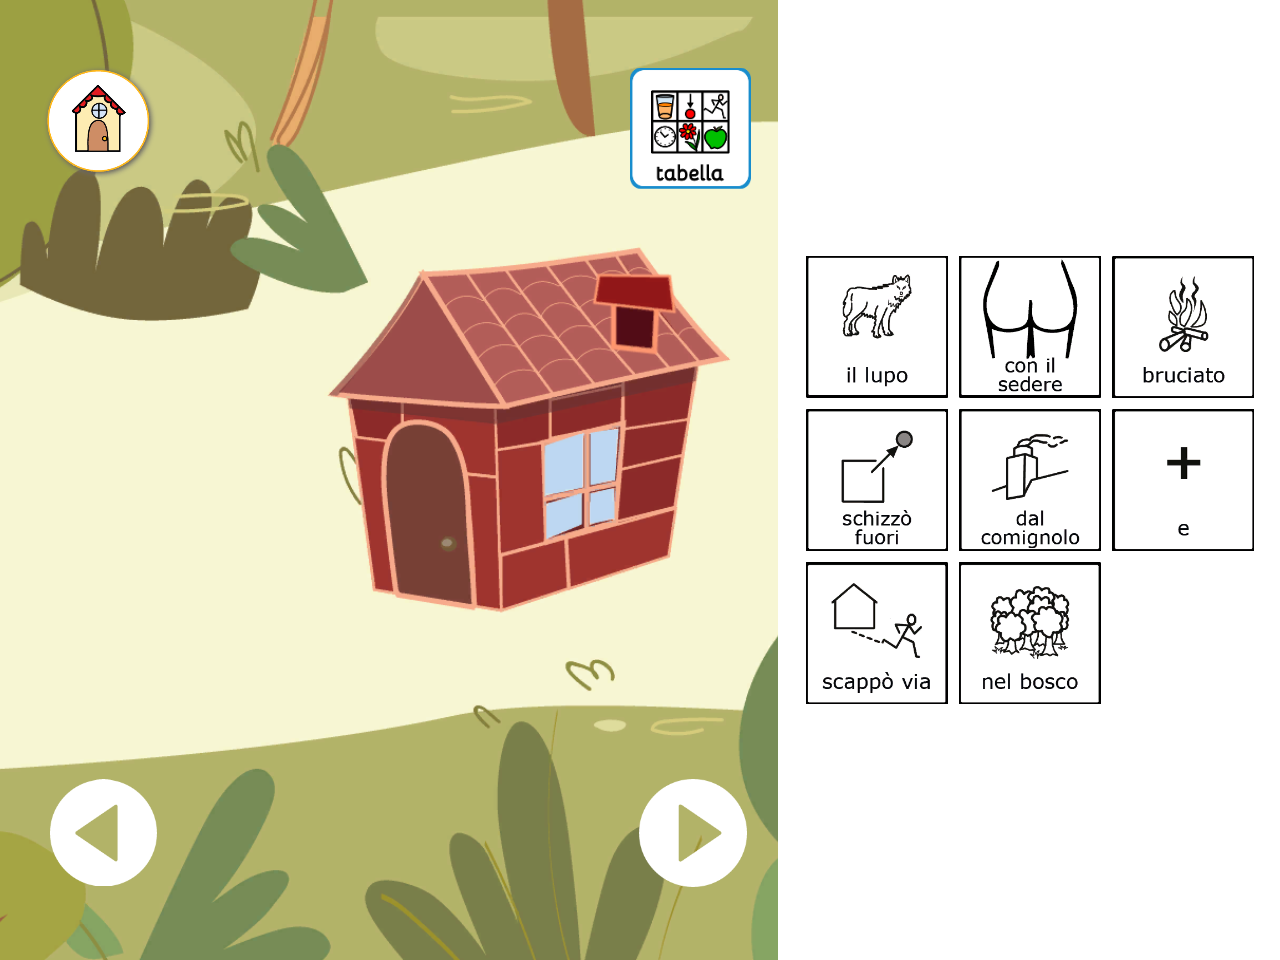 tabella
il lupo
con il
sedere
bruciato
schizzò
fuori
dal
comignolo
e
scappò via
nel bosco